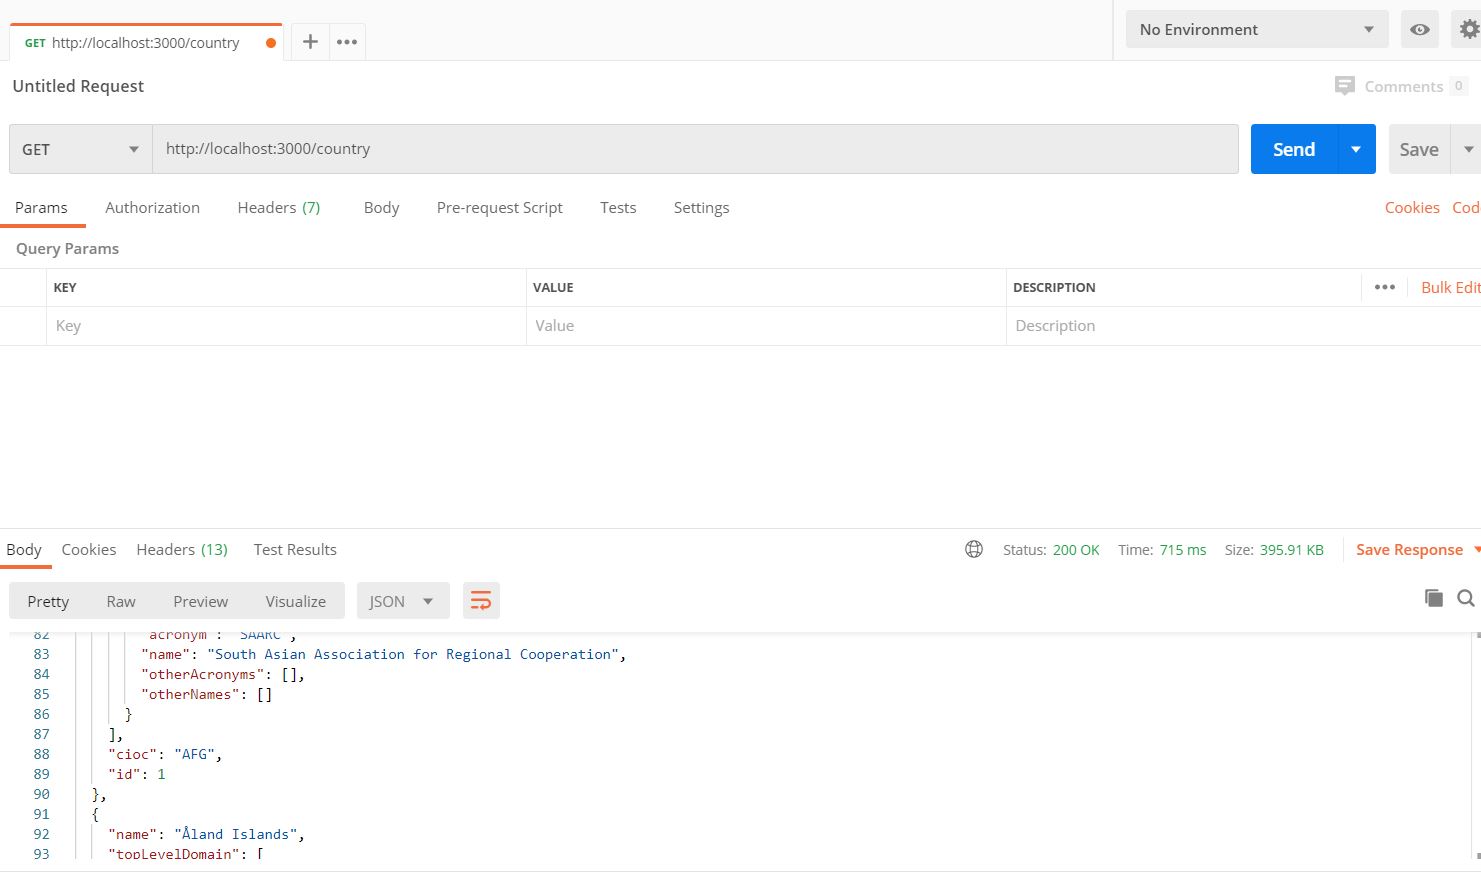 GET http://localhost:3000/country
No Environment
Untitled Request
Comments 0
GET http://localhost:3000/country Send Save
Params Authorization Headers (7) Body Pre-request Script Tests Settings Cookies Cod
Query Params
KEY VALUE DESCRIPTION Bulk Edit
Key Value Description
Body Cookies Headers (13) Test Results Status: 200 OK Time: 715 ms Size: 395.91 KB Save Response
Pretty Raw Preview Visualize JSON
82 "acronym": "SAARC",
83 "name": "South Asian Association for Regional Cooperation",
84 "otherAcronyms": [],
85 "otherNames": []
86 }
87 ],
88 "cioc": "AFG",
89 "id": 1
90 },
91 {
92 "name": "Åland Islands",
93 "topLevelDomain": [